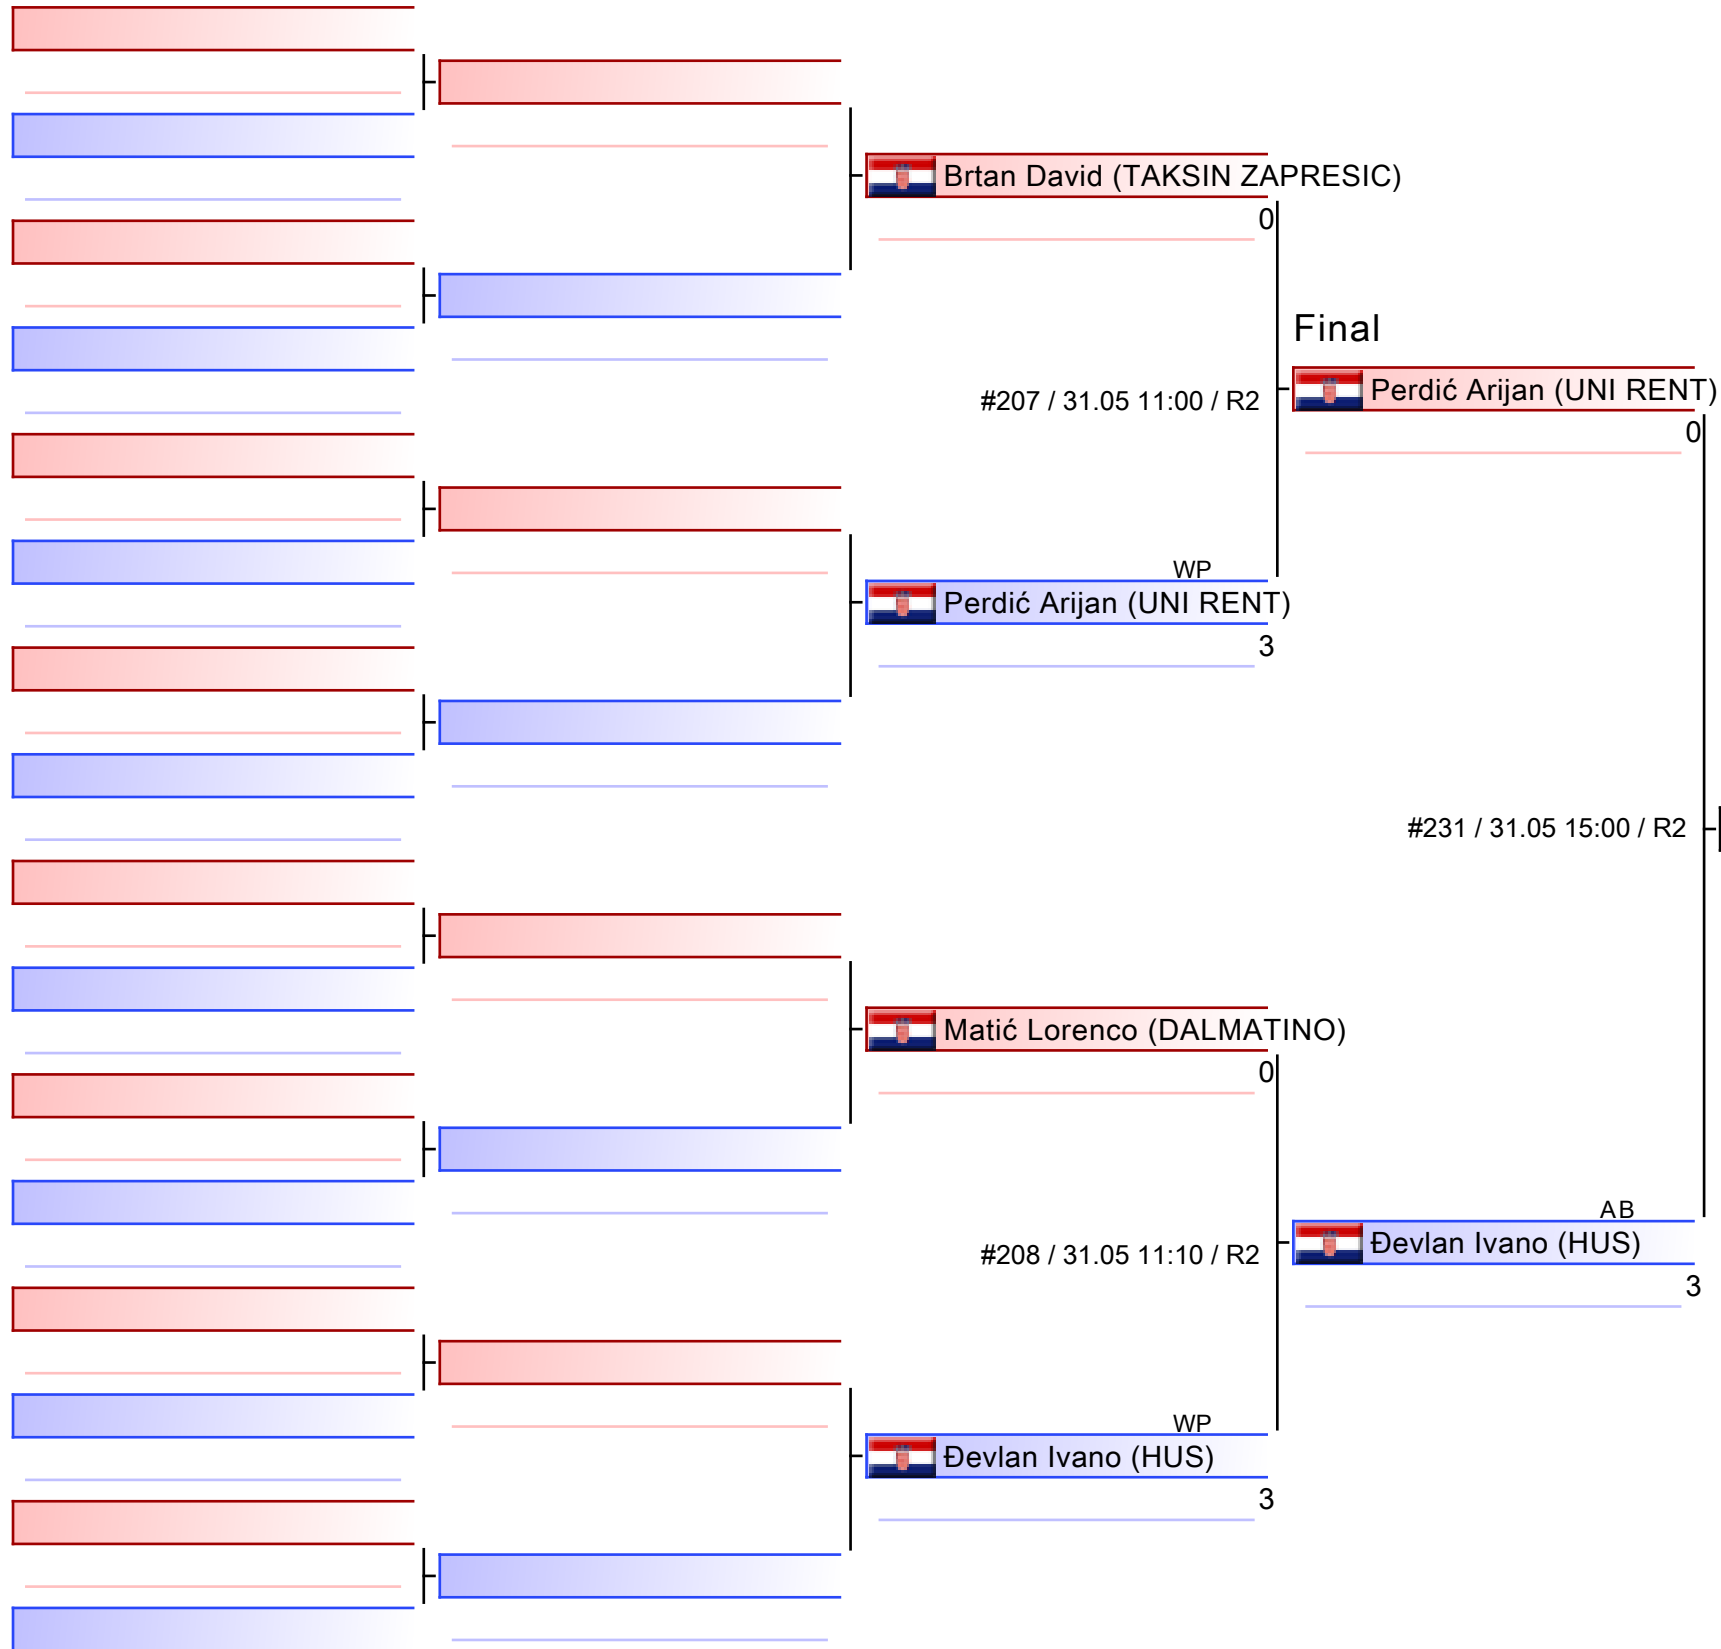 Brtan David (TAKSIN ZAPRESIC)
0
Final
#207 / 31.05 11:00 / R2
Perdić Arijan (UNI RENT)
0
WP
Perdić Arijan (UNI RENT)
3
#231 / 31.05 15:00 / R2
Matić Lorenco (DALMATINO)
0
AB
#208 / 31.05 11:10 / R2
Đevlan Ivano (HUS)
3
WP
Đevlan Ivano (HUS)
3